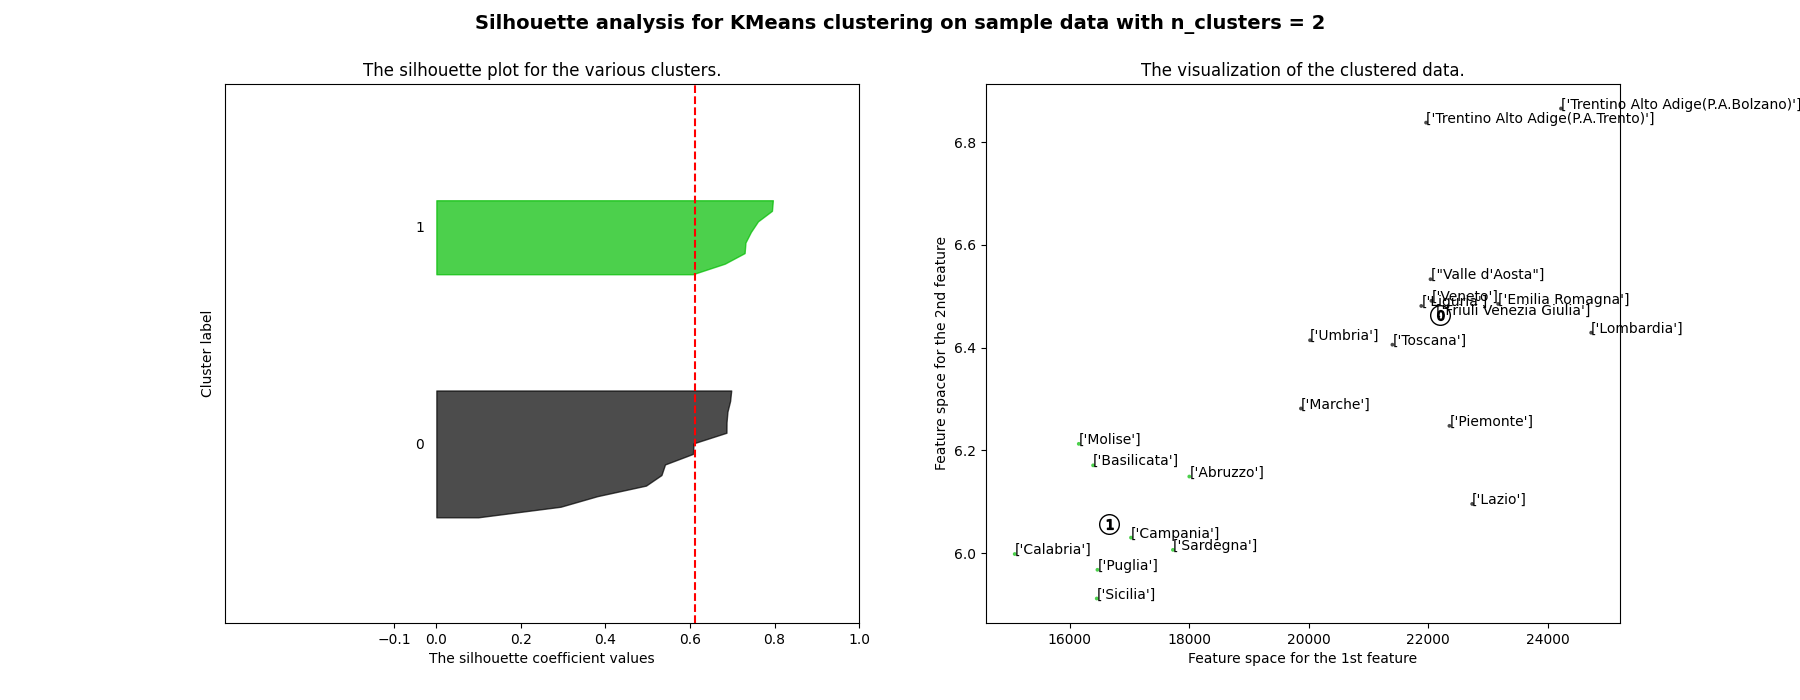 Silhouette analysis for KMeans clustering on sample data with n_clusters = 2
The silhouette plot for the various clusters.
1
0
Cluster label
−0.1 0.0 0.2 0.4 0.6 0.8 1.0
The silhouette coefficient values
The visualization of the clustered data.
['Trentino Alto Adige(P.A.Bolzano)']
['Trentino Alto Adige(P.A.Trento)']
6.8
6.6
6.4
6.2
6.0
Feature space for the 2nd feature
["Valle d'Aosta"]
['Veneto']
['Liguria']
['Emilia Romagna']
'Friuli Venezia Giulia']
0
['Lombardia']
['Umbria']
['Toscana']
['Marche']
['Piemonte']
['Molise']
['Basilicata']
['Abruzzo']
['Lazio']
1
['Campania']
['Sardegna']
['Calabria']
['Puglia']
['Sicilia']
16000 18000 20000 22000 24000
Feature space for the 1st feature